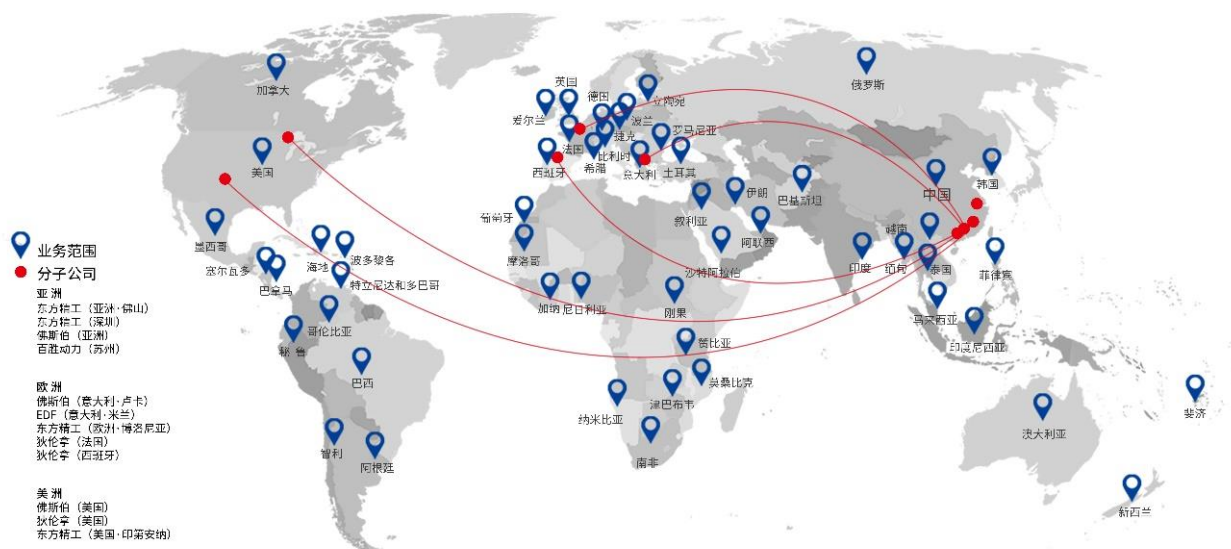 加拿大
俄罗斯
英国
德国
立陶宛
爱尔兰
波兰
罗马尼亚
捷克
法国
比利时
希腊
西班牙
意大利
土耳其
美国
中国
韩国
伊朗
巴基斯坦
葡萄牙
叙利亚
阿联酋
越南
摩洛哥
沙特阿拉伯
印度
缅甸
泰国
菲律宾
墨西哥
业务范围
分子公司
海地
波多黎各
塞尔瓦多
巴拿马
特立尼达和多巴哥
加纳
尼日利亚
刚果
马来西亚
印度尼西亚
哥伦比亚
秘鲁
赞比亚
巴西
莫桑比克
津巴布韦
纳米比亚
斐济
澳大利亚
智利
阿根廷
南非
新西兰
亚洲
东方精工（亚洲·佛山）
东方精工（深圳）
佛斯伯（亚洲）
百胜动力（苏州）
欧洲
佛斯伯（意大利·卢卡）
EDF（意大利·米兰）
东方精工（欧洲·博洛尼亚）
狄伦拿（法国）
狄伦拿（西班牙）
美洲
佛斯伯（美国）
狄伦拿（美国）
东方精工（美国·印第安纳）